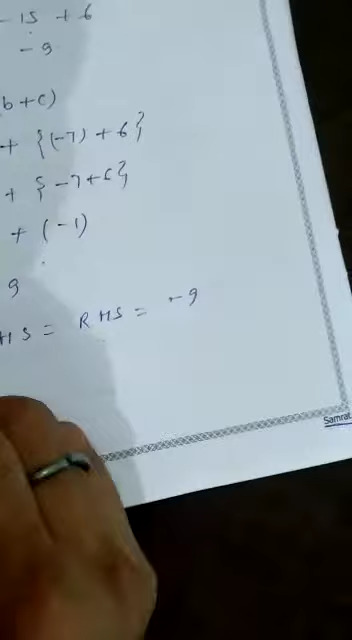 - 15 + 6
- 9
b + c)
+ {(-7) + 6}
+ {-7 + 6}
+ (-1)
9
HS = RHS = -9
Samrat